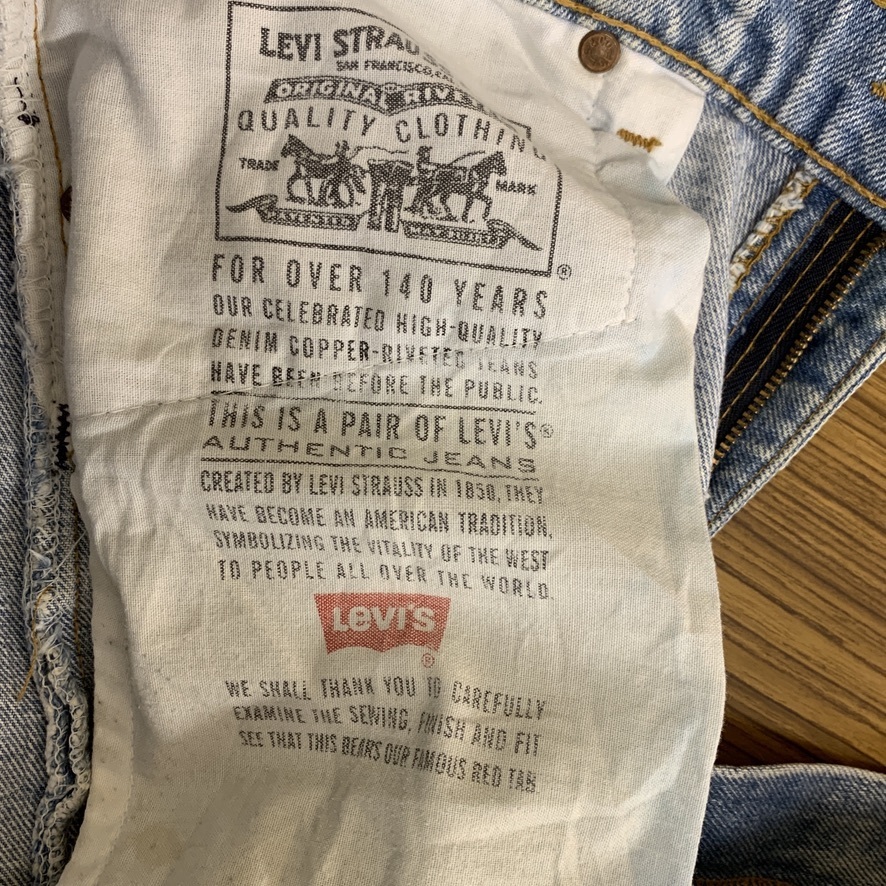 LEVI STRAUS
SAN FRANCISCO, CA
ORIGINAL RIVE
QUALITY CLOTHING
TRADE MARK
FOR OVER 140 YEARS
OUR CELEBRATED HIGH-QUALITY
DENIM COPPER-RIVETED JEANS
HAVE BEEN BEFORE THE PUBLIC.
THIS IS A PAIR OF LEVI'S®
AUTHENTIC JEANS
CREATED BY LEVI STRAUSS IN 1850, THEY
HAVE BECOME AN AMERICAN TRADITION,
SYMBOLIZING THE VITALITY OF THE WEST
TO PEOPLE ALL OVER THE WORLD.
Levi's
®
WE SHALL THANK YOU TO CAREFULLY
EXAMINE THE SEWING, FINISH AND FIT
SEE THAT THIS BEARS OUR FAMOUS RED TAB